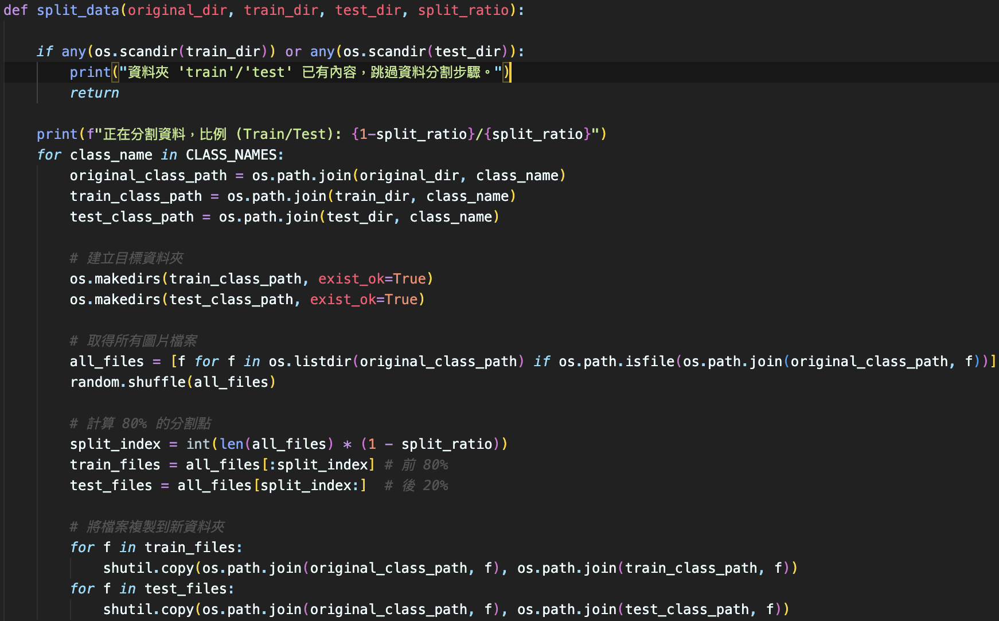 def split_data(original_dir, train_dir, test_dir, split_ratio):
if any(os.scandir(train_dir)) or any(os.scandir(test_dir)):
print("資料夾 'train'/'test' 已有內容，跳過資料分割步驟。")
return
print(f"正在分割資料，比例 (Train/Test): {1-split_ratio}/{split_ratio}")
for class_name in CLASS_NAMES:
original_class_path = os.path.join(original_dir, class_name)
train_class_path = os.path.join(train_dir, class_name)
test_class_path = os.path.join(test_dir, class_name)
# 建立目標資料夾
os.makedirs(train_class_path, exist_ok=True)
os.makedirs(test_class_path, exist_ok=True)
# 取得所有圖片檔案
all_files = [f for f in os.listdir(original_class_path) if os.path.isfile(os.path.join(original_class_path, f))]
random.shuffle(all_files)
# 計算 80% 的分割點
split_index = int(len(all_files) * (1 - split_ratio))
train_files = all_files[:split_index] # 前 80%
test_files = all_files[split_index:]  # 後 20%
# 將檔案複製到新資料夾
for f in train_files:
shutil.copy(os.path.join(original_class_path, f), os.path.join(train_class_path, f))
for f in test_files:
shutil.copy(os.path.join(original_class_path, f), os.path.join(test_class_path, f))